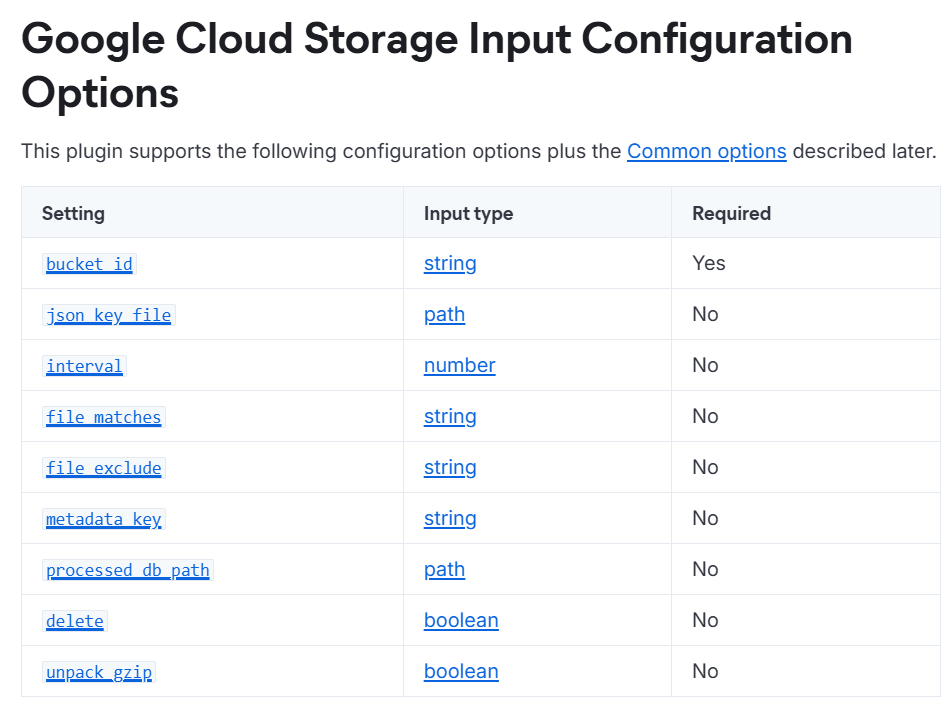 Google Cloud Storage Input Configuration
Options
This plugin supports the following configuration options plus the Common options described later.
Setting Input type Required
bucket_id string Yes
json_key_file path No
interval number No
file_matches string No
file_exclude string No
metadata_key string No
processed_db_path path No
delete boolean No
unpack_gzip boolean No